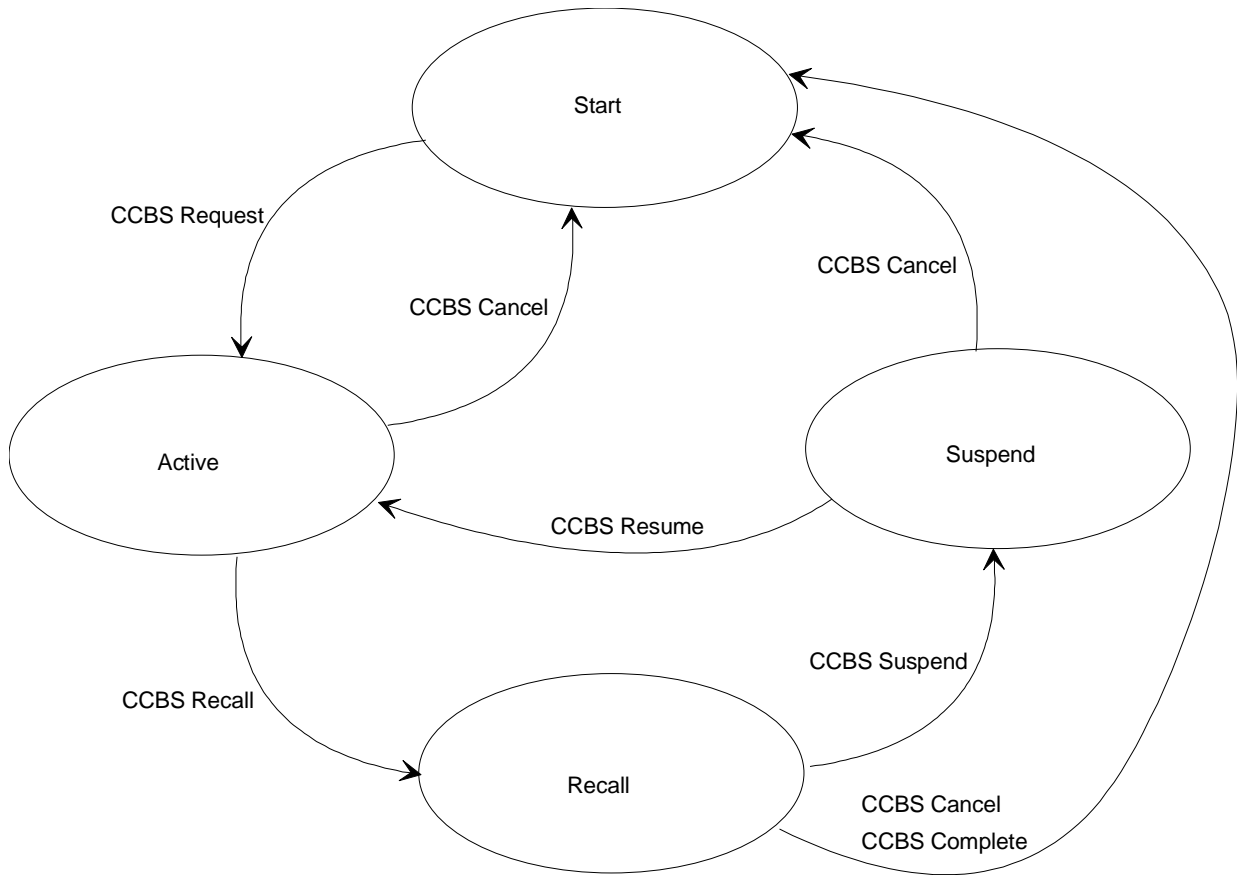 Start
CCBS Request
CCBS Cancel
CCBS Cancel
Active
Suspend
CCBS Resume
CCBS Suspend
CCBS Recall
Recall
CCBS Cancel
CCBS Complete